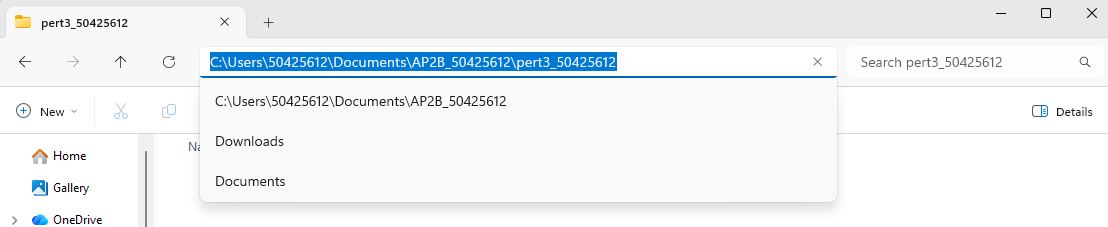 pert3_50425612
C:\Users\50425612\Documents\AP2B_50425612\pert3_50425612
Search pert3_50425612
New
C:\Users\50425612\Documents\AP2B_50425612
Details
Downloads
Home
Documents
Gallery
OneDrive